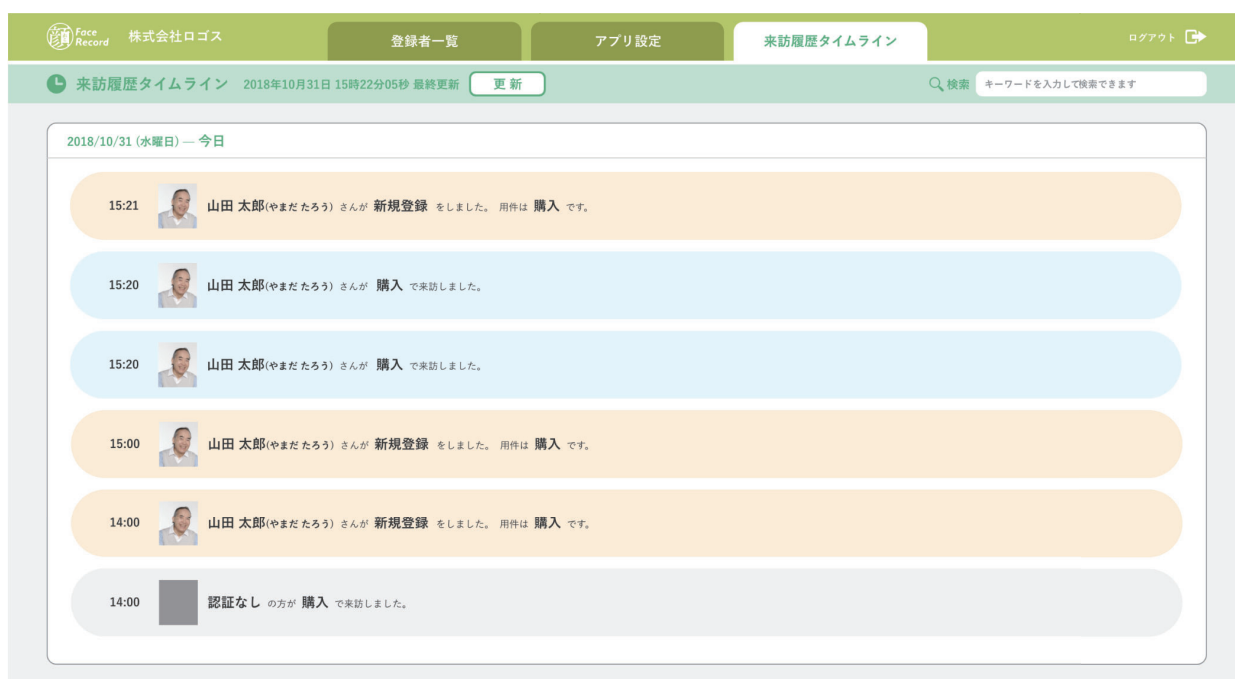 顔 Face Record 株式会社ロゴス 登録者一覧 アプリ設定 来訪履歴タイムライン ログアウト
来訪履歴タイムライン 2018年10月31日 15時22分05秒 最終更新 更新 検索 キーワードを入力して検索できます
2018/10/31 (水曜日) — 今日
15:21 山田 太郎(やまだ たろう) さんが 新規登録 をしました。 用件は 購入 です。
15:20 山田 太郎(やまだ たろう) さんが 購入 で来訪しました。
15:20 山田 太郎(やまだ たろう) さんが 購入 で来訪しました。
15:00 山田 太郎(やまだ たろう) さんが 新規登録 をしました。 用件は 購入 です。
14:00 山田 太郎(やまだ たろう) さんが 新規登録 をしました。 用件は 購入 です。
14:00 認証なし の方が 購入 で来訪しました。